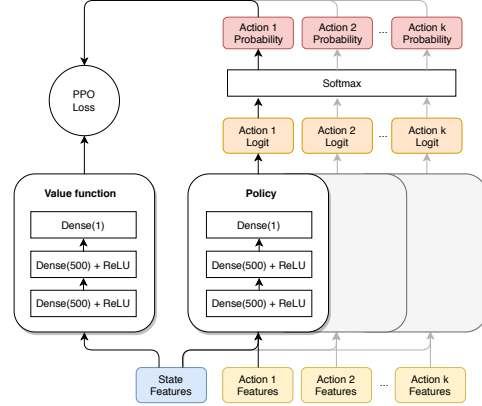 Action 1
Probability
Action 2
Probability
...
Action k
Probability
PPO
Loss
Softmax
Action 1
Logit
Action 2
Logit
...
Action k
Logit
Value function
Dense(1)
Dense(500) + ReLU
Dense(500) + ReLU
Policy
Dense(1)
Dense(500) + ReLU
Dense(500) + ReLU
State
Features
Action 1
Features
Action 2
Features
...
Action k
Features